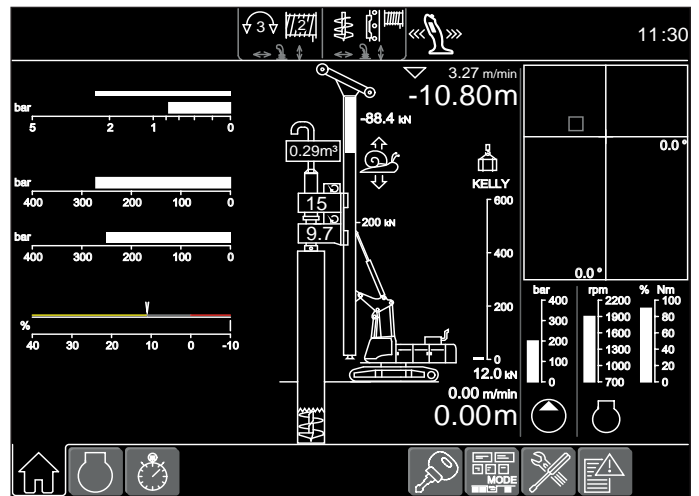 3 2
11:30
3.27 m/min
-10.80m
bar
5 2 1 0
-88.4 kN
0.29m³
0.0 °
KELLY
bar
400 300 200 100 0
600
15
-200 kN
9.7
bar
400 300 200 100 0
400
0.0 °
200
%
40 30 20 10 0 -10
0
12.0 kN
bar
400
300
200
100
0
rpm
2200
1900
1600
1300
1000
700
% Nm
100
80
60
40
20
0
0.00 m/min
0.00m
MODE